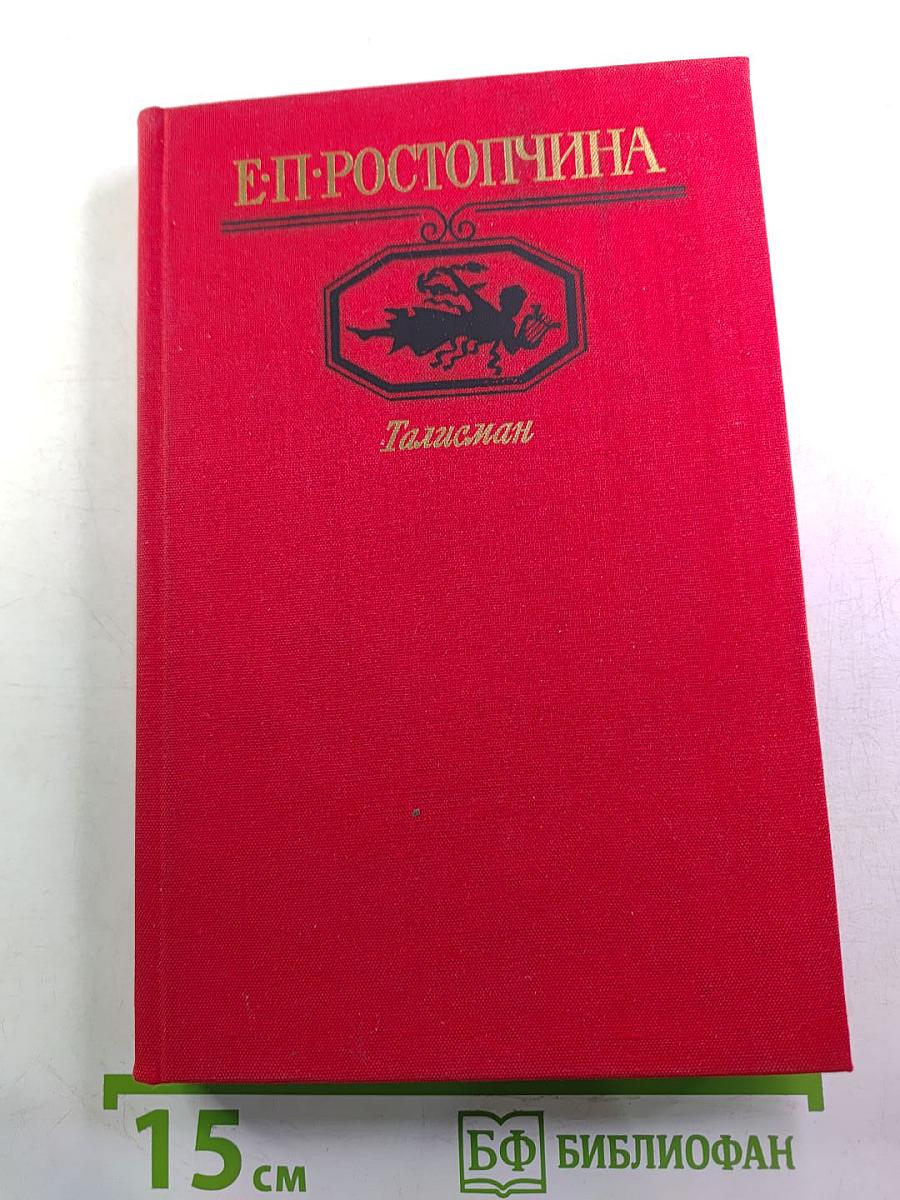 Е·П·РОСТОПЧИНА
Талисман
15 см
БФ БИБЛИОФАН